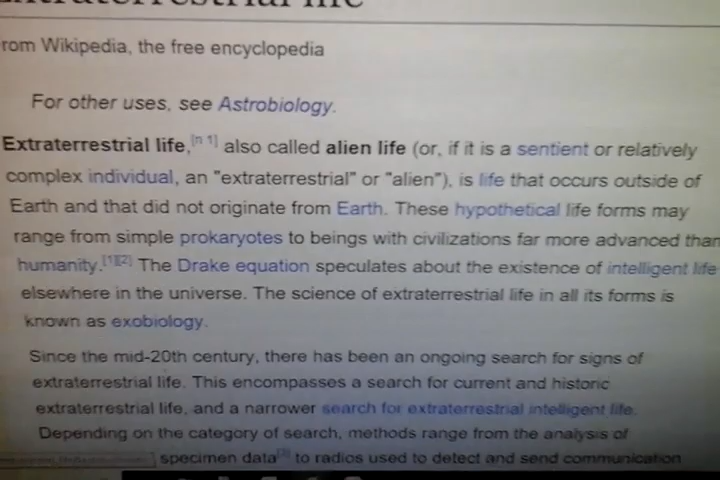 rom Wikipedia, the free encyclopedia
For other uses, see Astrobiology.
Extraterrestrial life,[n 1] also called alien life (or, if it is a sentient or relatively
complex individual, an "extraterrestrial" or "alien"), is life that occurs outside of
Earth and that did not originate from Earth. These hypothetical life forms may
range from simple prokaryotes to beings with civilizations far more advanced than
humanity.[1][2] The Drake equation speculates about the existence of intelligent life
elsewhere in the universe. The science of extraterrestrial life in all its forms is
known as exobiology.
Since the mid-20th century, there has been an ongoing search for signs of
extraterrestrial life. This encompasses a search for current and historic
extraterrestrial life, and a narrower search for extraterrestrial intelligent life.
Depending on the category of search, methods range from the analysis of
specimen data[3] to radios used to detect and send communication